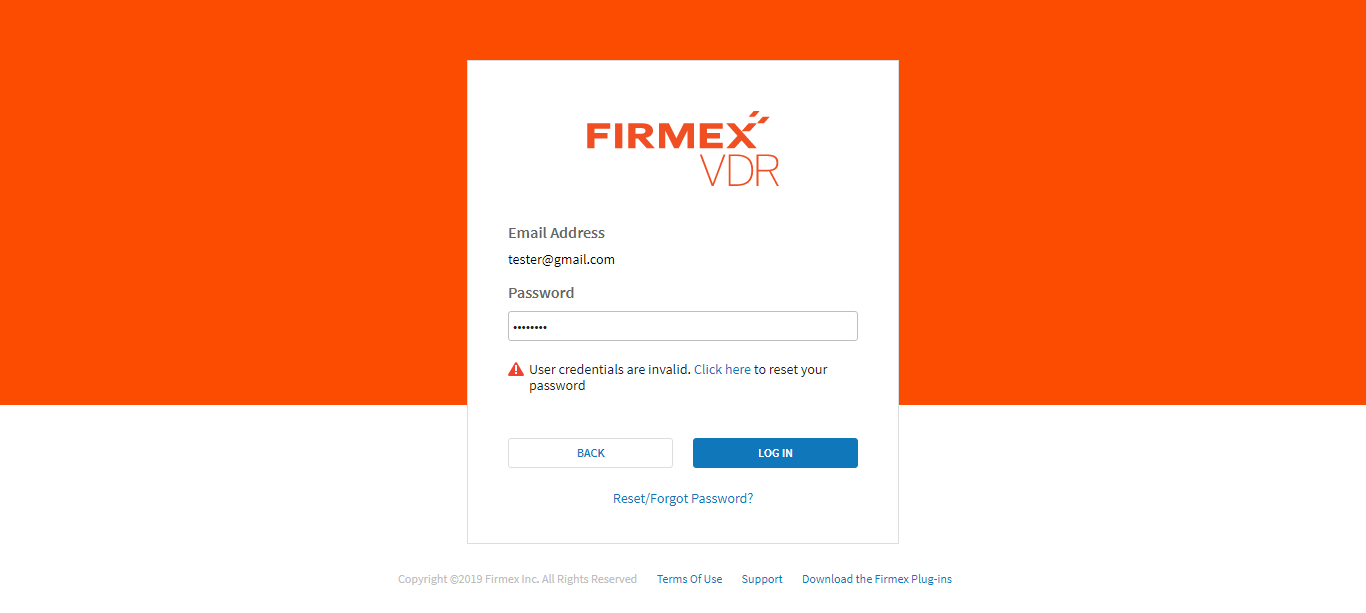 FIRMEX
VDR
Email Address
tester@gmail.com
Password
••••••••
User credentials are invalid. Click here to reset your
password
BACK
LOG IN
Reset/Forgot Password?
Copyright ©2019 Firmex Inc. All Rights Reserved Terms Of Use Support Download the Firmex Plug-ins